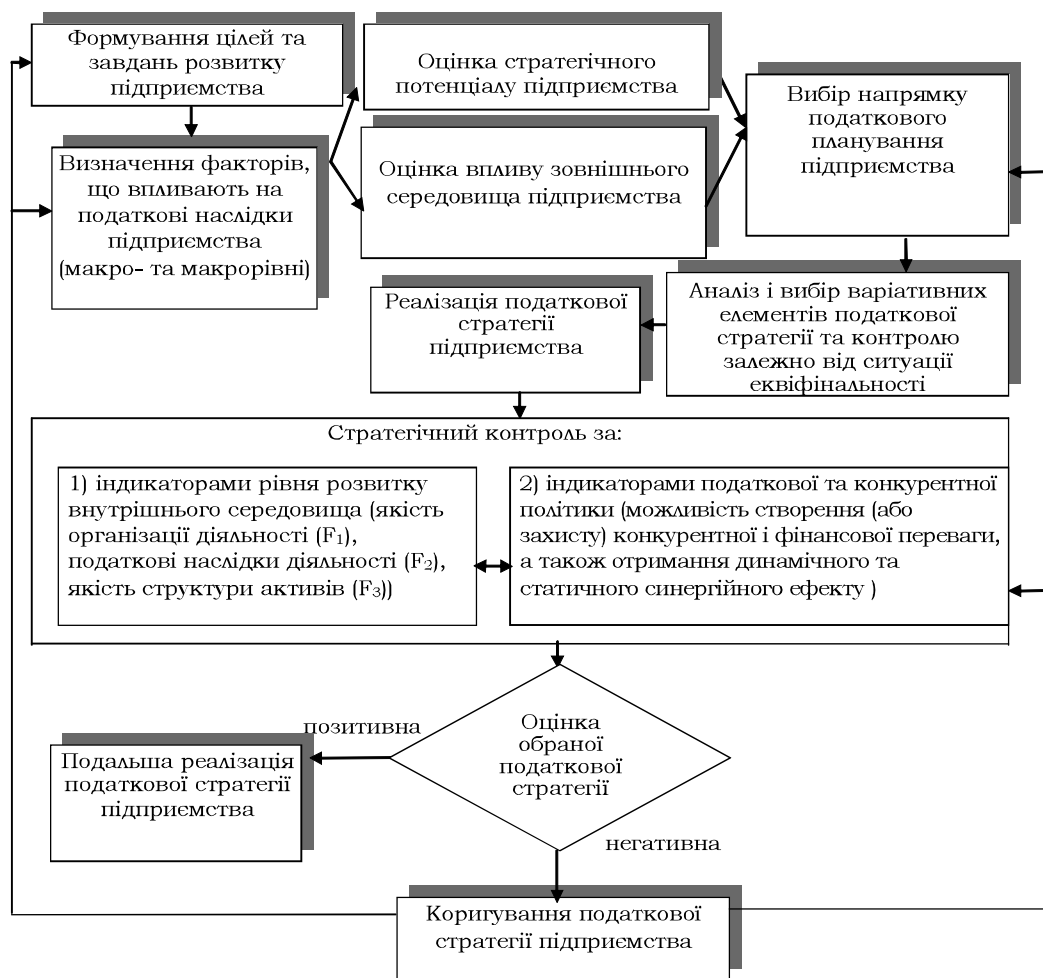 Формування цілей та
завдань розвитку
підприємства
Оцінка стратегічного
потенціалу підприємства
Вибір напрямку
податкового
планування
підприємства
Визначення факторів,
що впливають на
податкові наслідки
підприємства
(макро- та макрорівні)
Оцінка впливу зовнішнього
середовища підприємства
Реалізація податкової
стратегії
підприємства
Аналіз і вибір варіативних
елементів податкової
стратегії та контролю
залежно від ситуації
еквіфінальності
Стратегічний контроль за:
1) індикаторами рівня розвитку
внутрішнього середовища (якість
організації діяльності (F₁),
податкові наслідки діяльності (F₂),
якість структури активів (F₃))
2) індикаторами податкової та конкурентної
політики (можливість створення (або
захисту) конкурентної і фінансової переваги,
а також отримання динамічного та
статичного синергійного ефекту )
Оцінка
обраної
податкової
стратегії
позитивна
Подальша реалізація
податкової стратегії
підприємства
негативна
Коригування податкової
стратегії підприємства